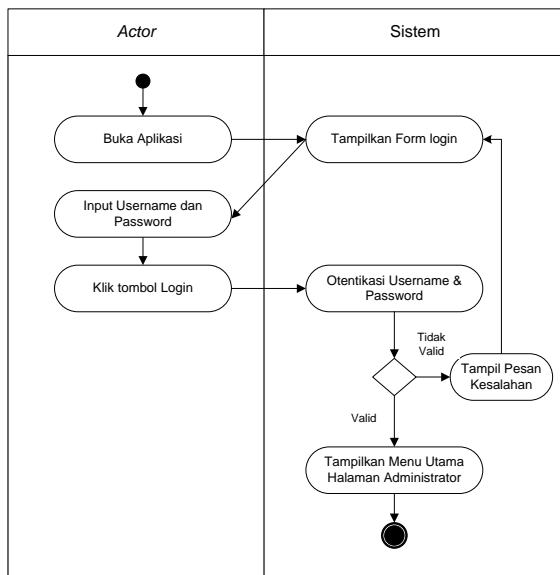 Actor
Sistem
Buka Aplikasi
Tampilkan Form login
Input Username dan
Password
Klik tombol Login
Otentikasi Username &
Password
Tidak
Valid
Tampil Pesan
Kesalahan
Valid
Tampilkan Menu Utama
Halaman Administrator